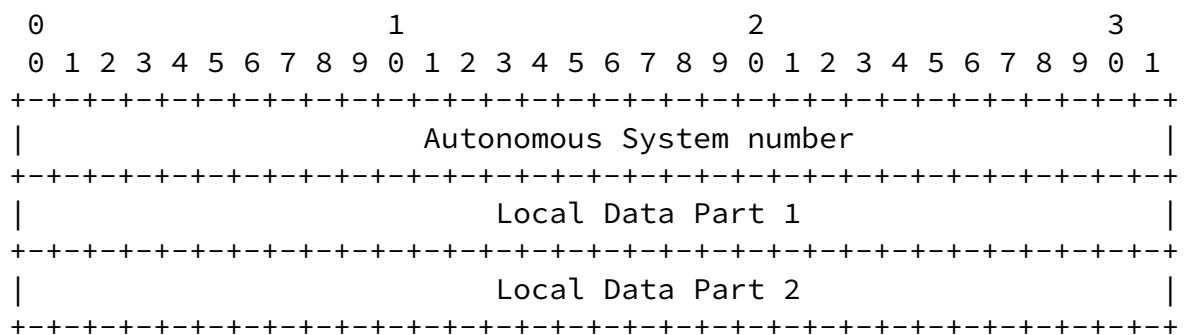 0                   1                   2                   3
 0 1 2 3 4 5 6 7 8 9 0 1 2 3 4 5 6 7 8 9 0 1 2 3 4 5 6 7 8 9 0 1
+-+-+-+-+-+-+-+-+-+-+-+-+-+-+-+-+-+-+-+-+-+-+-+-+-+-+-+-+-+-+-+-+
|                      Autonomous System number                 |
+-+-+-+-+-+-+-+-+-+-+-+-+-+-+-+-+-+-+-+-+-+-+-+-+-+-+-+-+-+-+-+-+
|                          Local Data Part 1                    |
+-+-+-+-+-+-+-+-+-+-+-+-+-+-+-+-+-+-+-+-+-+-+-+-+-+-+-+-+-+-+-+-+
|                          Local Data Part 2                    |
+-+-+-+-+-+-+-+-+-+-+-+-+-+-+-+-+-+-+-+-+-+-+-+-+-+-+-+-+-+-+-+-+